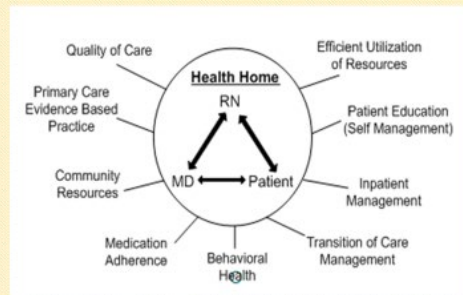 Quality of Care
Primary Care
Evidence Based
Practice
Community
Resources
Medication
Adherence
Behavioral
Health
Health Home
RN
MD
Patient
Efficient Utilization
of Resources
Patient Education
(Self Management)
Inpatient
Management
Transition of Care
Management